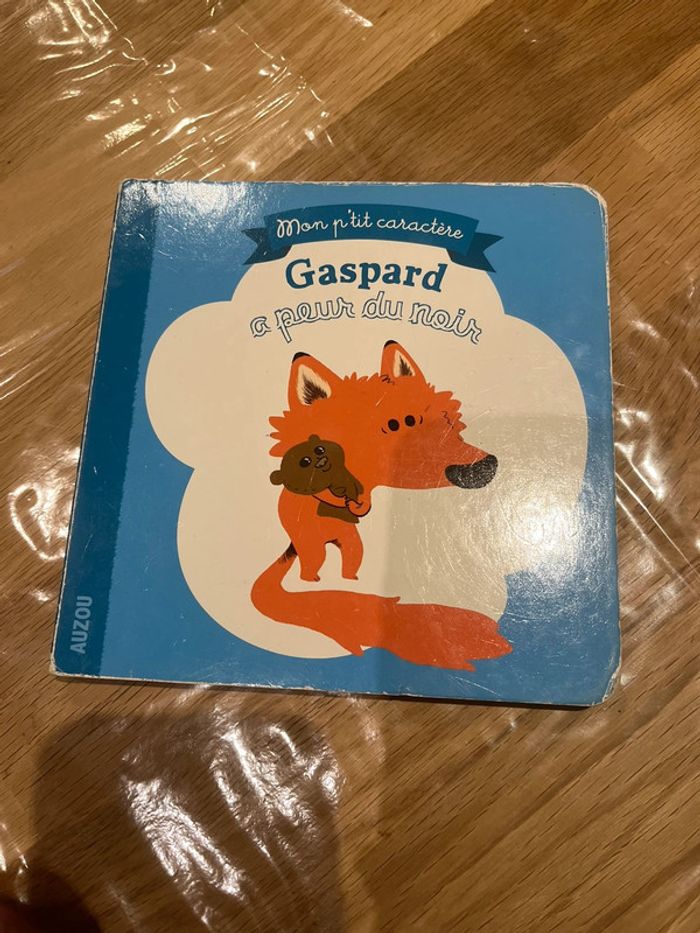 Mon p'tit caractère
Gaspard
a peur du noir
AUZOU